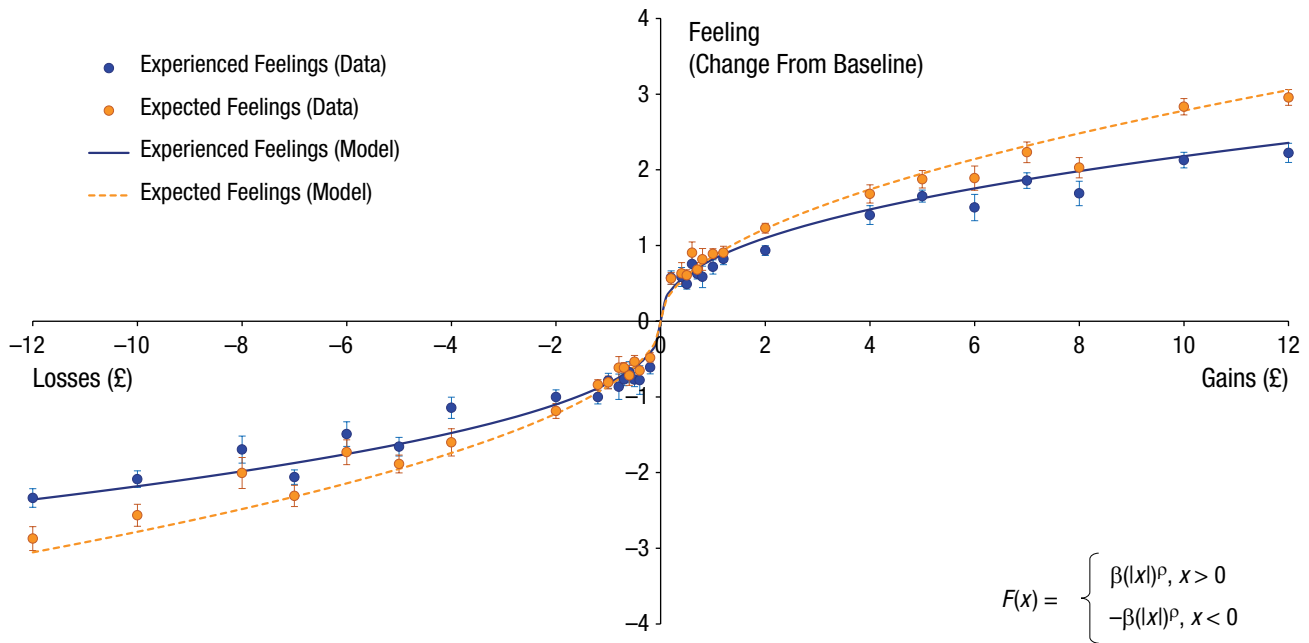 Feeling
(Change From Baseline)
Experienced Feelings (Data)
Expected Feelings (Data)
Experienced Feelings (Model)
Expected Feelings (Model)
4
3
2
1
0
−1
−2
−3
−4
−12 −10 −8 −6 −4 −2 0 2 4 6 8 10 12
Losses (£)
Gains (£)
F(x) =
β(|x|)ᵖ, x > 0
−β(|x|)ᵖ, x < 0